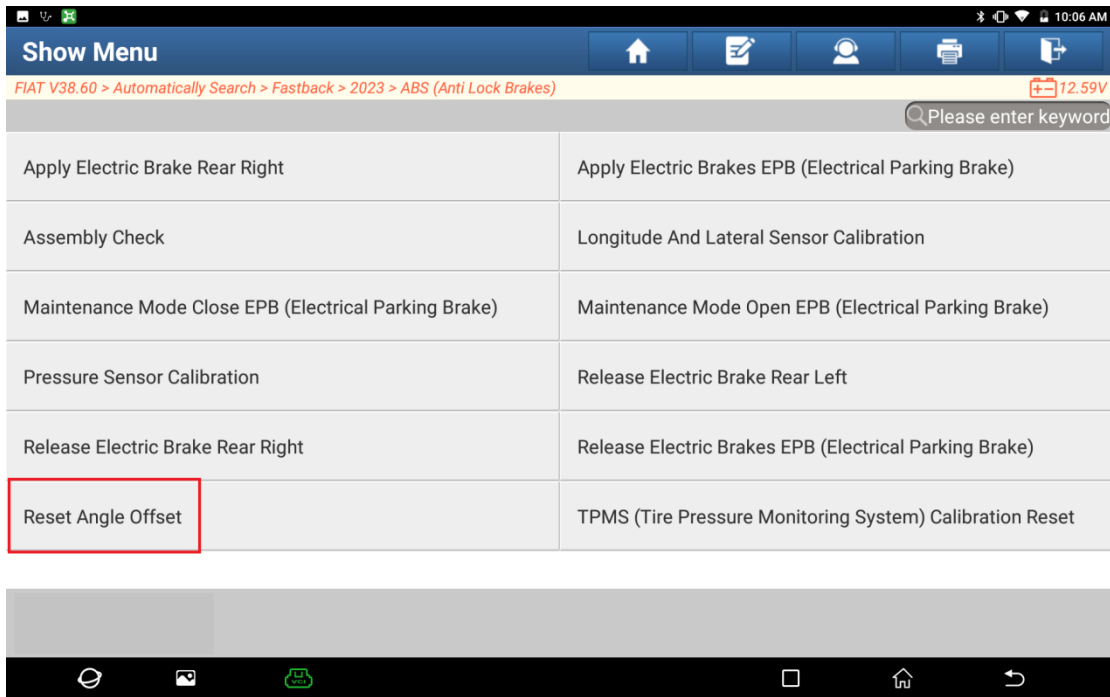 10:06 AM
Show Menu
FIAT V38.60 > Automatically Search > Fastback > 2023 > ABS (Anti Lock Brakes)
12.59V
Please enter keyword
Apply Electric Brake Rear Right
Apply Electric Brakes EPB (Electrical Parking Brake)
Assembly Check
Longitude And Lateral Sensor Calibration
Maintenance Mode Close EPB (Electrical Parking Brake)
Maintenance Mode Open EPB (Electrical Parking Brake)
Pressure Sensor Calibration
Release Electric Brake Rear Left
Release Electric Brake Rear Right
Release Electric Brakes EPB (Electrical Parking Brake)
Reset Angle Offset
TPMS (Tire Pressure Monitoring System) Calibration Reset
VCI